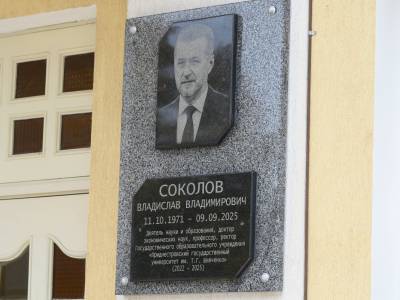 СОКОЛОВ
ВЛАДИСЛАВ ВЛАДИМИРОВИЧ
11.10.1971 – 09.09.2025
Деятель науки и образования, доктор
экономических наук, профессор, ректор
государственного образовательного учреждения
«Приднестровский государственный
университет им. Т.Г. Шевченко»
(2022 - 2025)